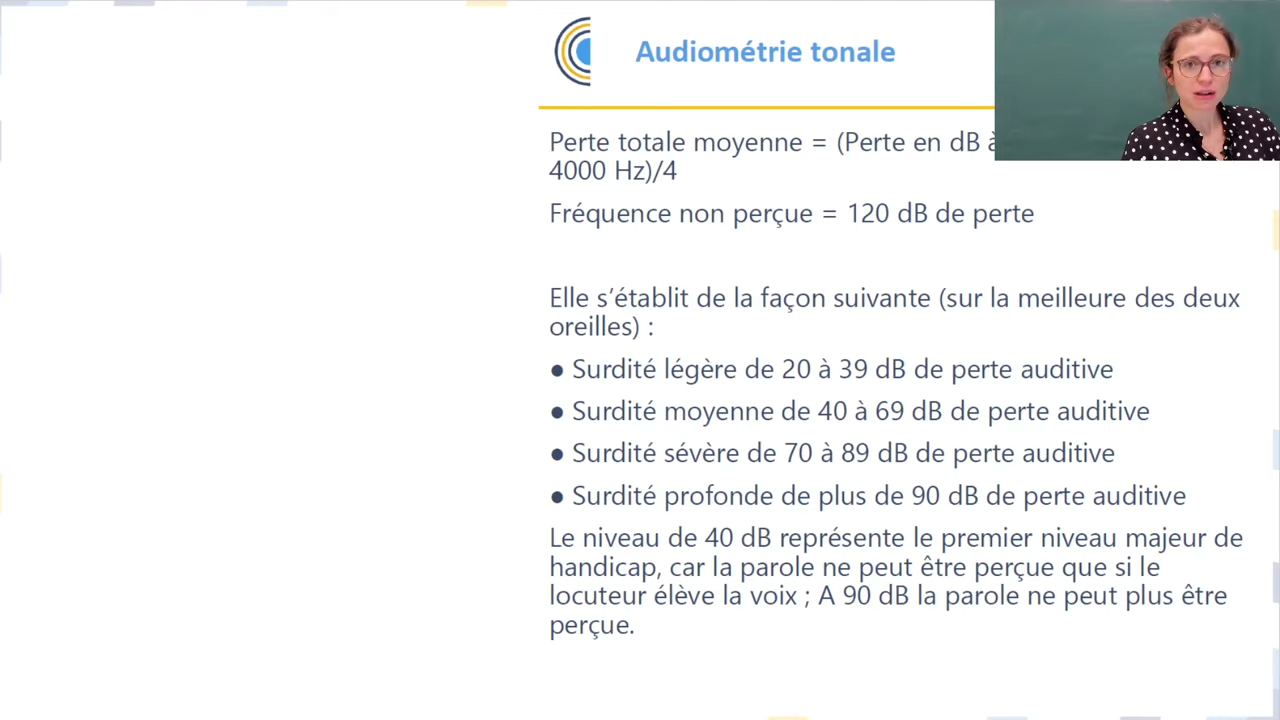 Audiométrie tonale
Perte totale moyenne = (Perte en dB à
4000 Hz)/4
Fréquence non perçue = 120 dB de perte
Elle s’établit de la façon suivante (sur la meilleure des deux
oreilles) :
● Surdité légère de 20 à 39 dB de perte auditive
● Surdité moyenne de 40 à 69 dB de perte auditive
● Surdité sévère de 70 à 89 dB de perte auditive
● Surdité profonde de plus de 90 dB de perte auditive
Le niveau de 40 dB représente le premier niveau majeur de
handicap, car la parole ne peut être perçue que si le
locuteur élève la voix ; A 90 dB la parole ne peut plus être
perçue.